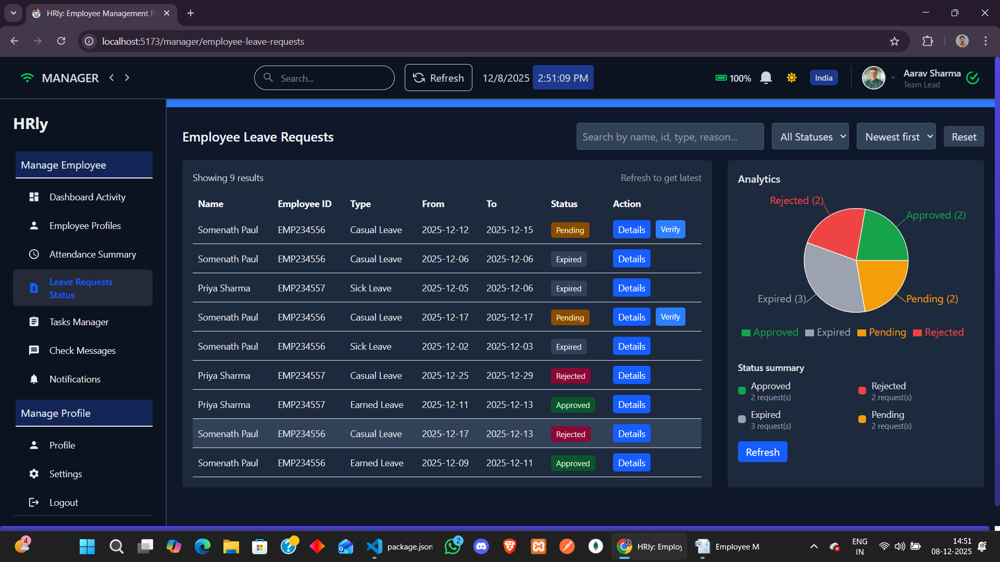 HRly: Employee Management P
localhost:5173/manager/employee-leave-requests
MANAGER
Search...
Refresh
12/8/2025
2:51:09 PM
100%
India
Aarav Sharma
Team Lead
HRly
Manage Employee
Dashboard Activity
Employee Profiles
Attendance Summary
Leave Requests
Status
Tasks Manager
Check Messages
Notifications
Manage Profile
Profile
Settings
Logout
Employee Leave Requests
Search by name, id, type, reason...
All Statuses
Newest first
Reset
Showing 9 results
Refresh to get latest
Name Employee ID Type From To Status Action
Somenath Paul EMP234556 Casual Leave 2025-12-12 2025-12-15 Pending Details Verify
Somenath Paul EMP234556 Casual Leave 2025-12-06 2025-12-06 Expired Details
Priya Sharma EMP234557 Sick Leave 2025-12-05 2025-12-06 Expired Details
Somenath Paul EMP234556 Casual Leave 2025-12-17 2025-12-17 Pending Details Verify
Somenath Paul EMP234556 Sick Leave 2025-12-02 2025-12-03 Expired Details
Priya Sharma EMP234557 Casual Leave 2025-12-25 2025-12-29 Rejected Details
Priya Sharma EMP234557 Earned Leave 2025-12-11 2025-12-13 Approved Details
Somenath Paul EMP234556 Casual Leave 2025-12-17 2025-12-13 Rejected Details
Somenath Paul EMP234556 Earned Leave 2025-12-09 2025-12-11 Approved Details
Analytics
Rejected (2)
Approved (2)
Expired (3)
Pending (2)
Approved Expired Pending Rejected
Status summary
Approved
2 request(s)
Rejected
2 request(s)
Expired
3 request(s)
Pending
2 request(s)
Refresh
4
package.json
2
HRly: Employ
Employee M
ENG
IN
14:51
08-12-2025